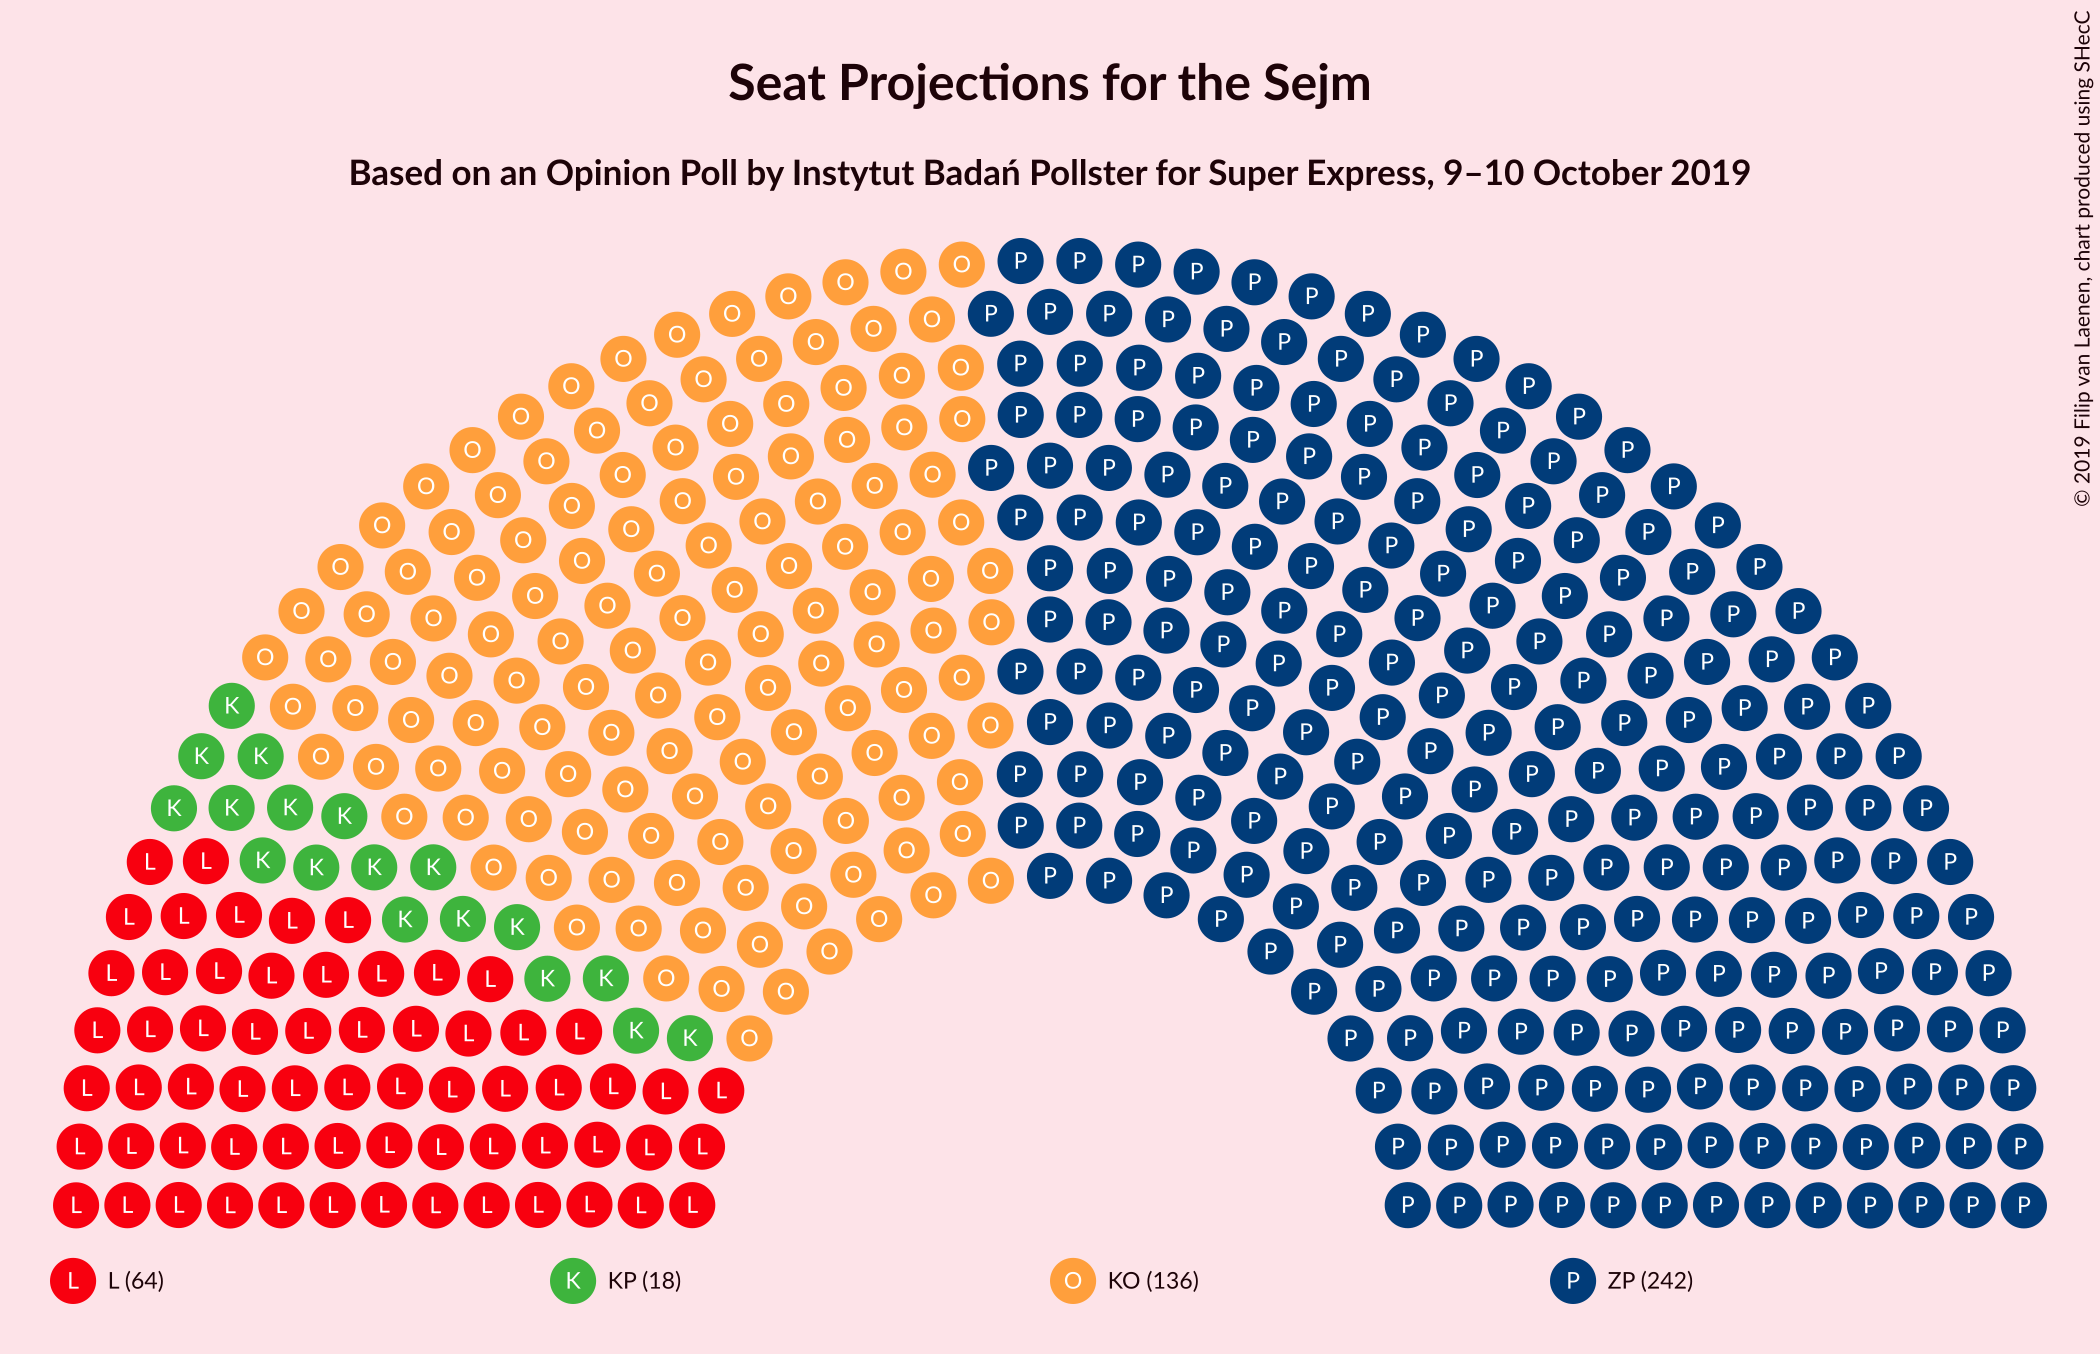 Seat Projections for the Sejm
Based on an Opinion Poll by Instytut Badań Pollster for Super Express, 9–10 October 2019
© 2019 Filip van Laenen, chart produced using SHecC
L L (64)
K KP (18)
O KO (136)
P ZP (242)